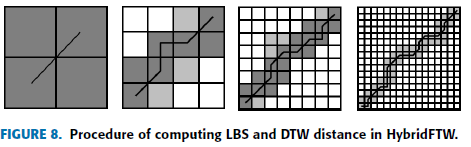 FIGURE 8. Procedure of computing LBS and DTW distance in HybridFTW.